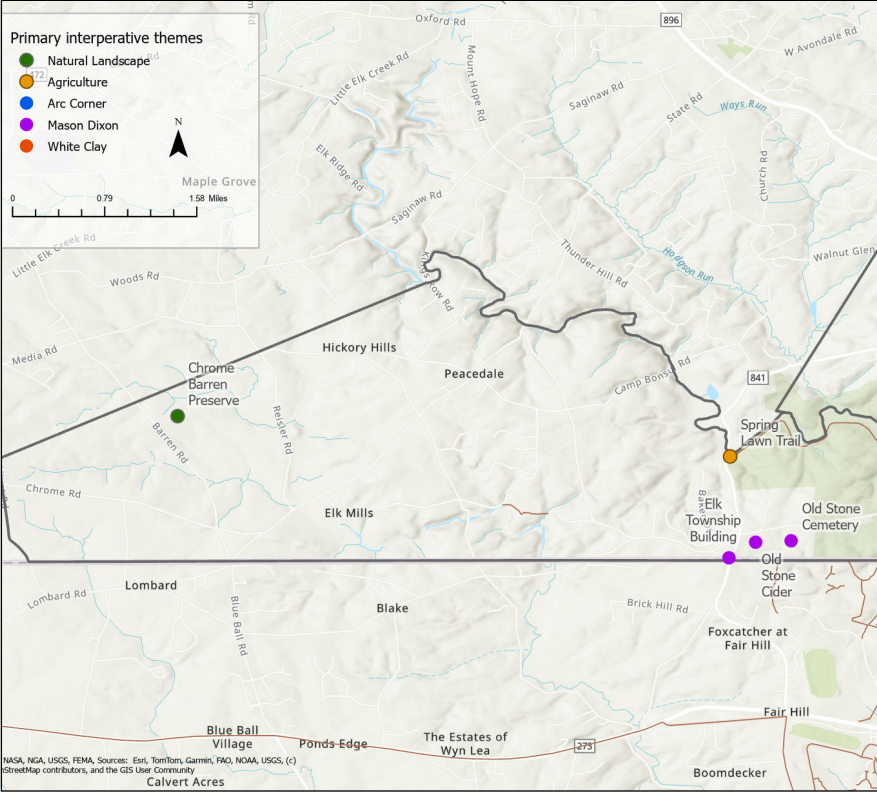 Primary interperative themes
Natural Landscape
Agriculture
Arc Corner
Mason Dixon
White Clay
472
N
0 0.79 1.58 Miles
Maple Grove
Little Elk Creek Rd
Oxford Rd
896
W Avondale Rd
Little Elk Creek Rd
Mount Hope Rd
Saginaw Rd
State Rd
Ways Run
Elk Ridge Rd
Church Rd
Saginaw Rd
Woods Rd
Kings Row Rd
Thunder Hill Rd
Hodgson Run
Walnut Glen
Media Rd
Hickory Hills
Peacedale
Camp Bonsul Rd
841
Chrome
Barren
Preserve
Barren Rd
Reisler Rd
Spring
Lawn Trail
Chrome Rd
Elk Mills
Baker
Elk
Township
Building
Old Stone
Cemetery
Old
Stone
Cider
Lombard
Lombard Rd
Blue Ball Rd
Blake
Brick Hill Rd
Foxcatcher at
Fair Hill
Fair Hill
Blue Ball
Village
Ponds Edge
The Estates of
Wyn Lea
273
Boomdecker
Calvert Acres
NASA, NGA, USGS, FEMA, Sources: Esri, TomTom, Garmin, FAO, NOAA, USGS, (c)
nStreetMap contributors, and the GIS User Community